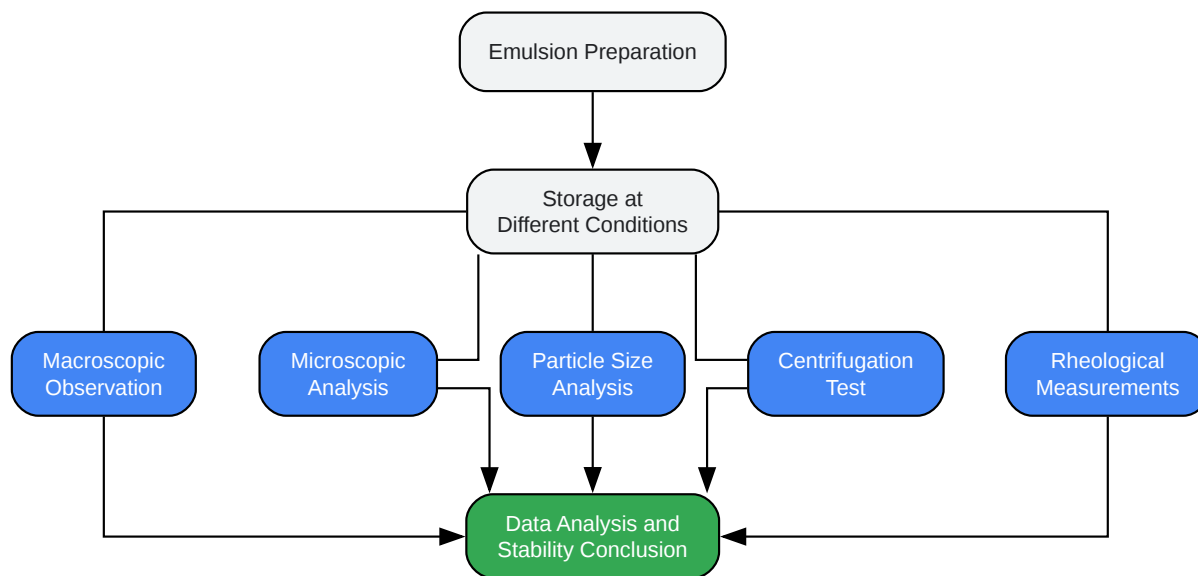 Emulsion Preparation
Storage at
Different Conditions
Macroscopic
Observation
Microscopic
Analysis
Particle Size
Analysis
Centrifugation
Test
Rheological
Measurements
Data Analysis and
Stability Conclusion